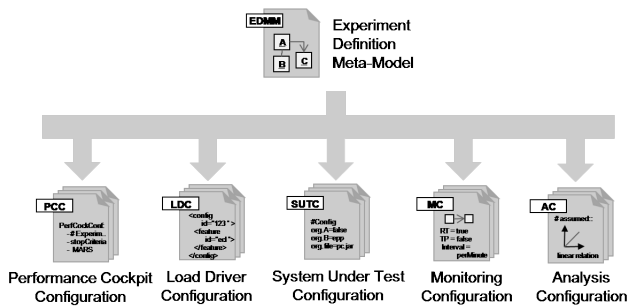 EDMM
Experiment
Definition
Meta-Model
A
B
C
PCC
PerfCockConf:
- # Experim...
- stopCriteria
- MARS
Performance Cockpit
Configuration
LDC
<config
id="123">
<feature
id="ecl">
</feature>
</config>
Load Driver
Configuration
SUTC
#Config
org.A=false
org.B=epp
org.file=pc.jar
System Under Test
Configuration
MC
RT = true
TP = false
Interval =
perMinute
Monitoring
Configuration
AC
# assumed::
linear relation
Analysis
Configuration